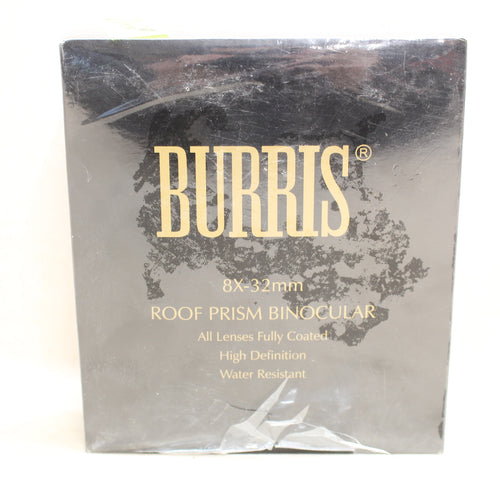 BURRIS®
8X-32mm
ROOF PRISM BINOCULAR
All Lenses Fully Coated
High Definition
Water Resistant